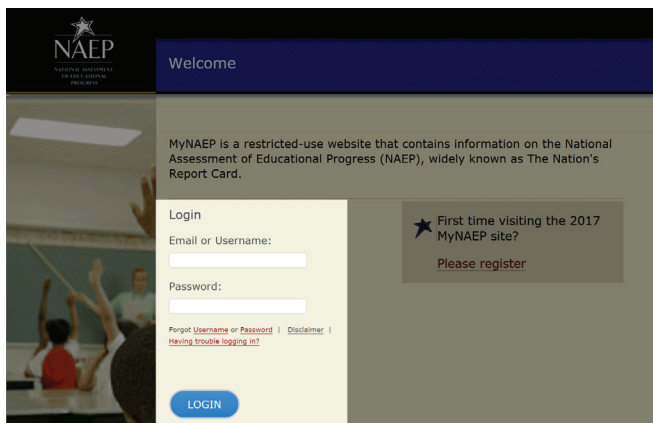 NAEP
NATIONAL ASSESSMENT
OF EDUCATIONAL
PROGRESS
Welcome
MyNAEP is a restricted-use website that contains information on the National
Assessment of Educational Progress (NAEP), widely known as The Nation's
Report Card.
Login
Email or Username:
Password:
Forgot Username or Password | Disclaimer |
Having trouble logging in?
LOGIN
First time visiting the 2017
MyNAEP site?
Please register